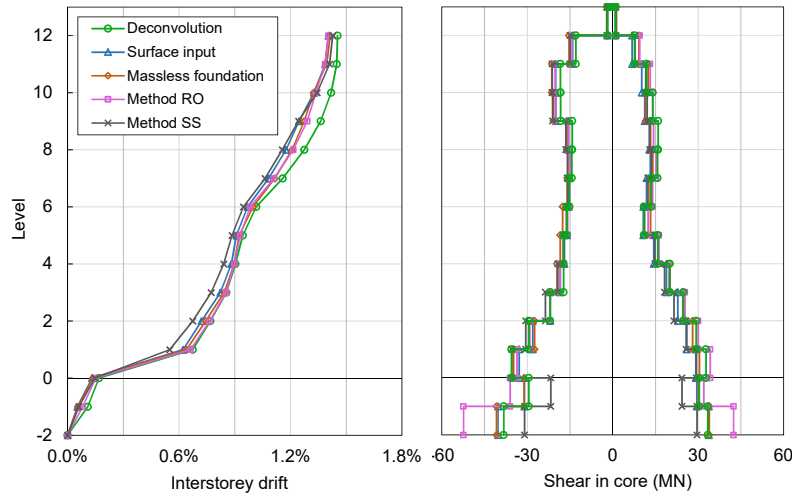 Deconvolution
Surface input
Massless foundation
Method RO
Method SS
Level
12
10
8
6
4
2
0
-2
0.0%
0.6%
1.2%
1.8%
Interstorey drift
-60
-30
0
30
60
Shear in core (MN)